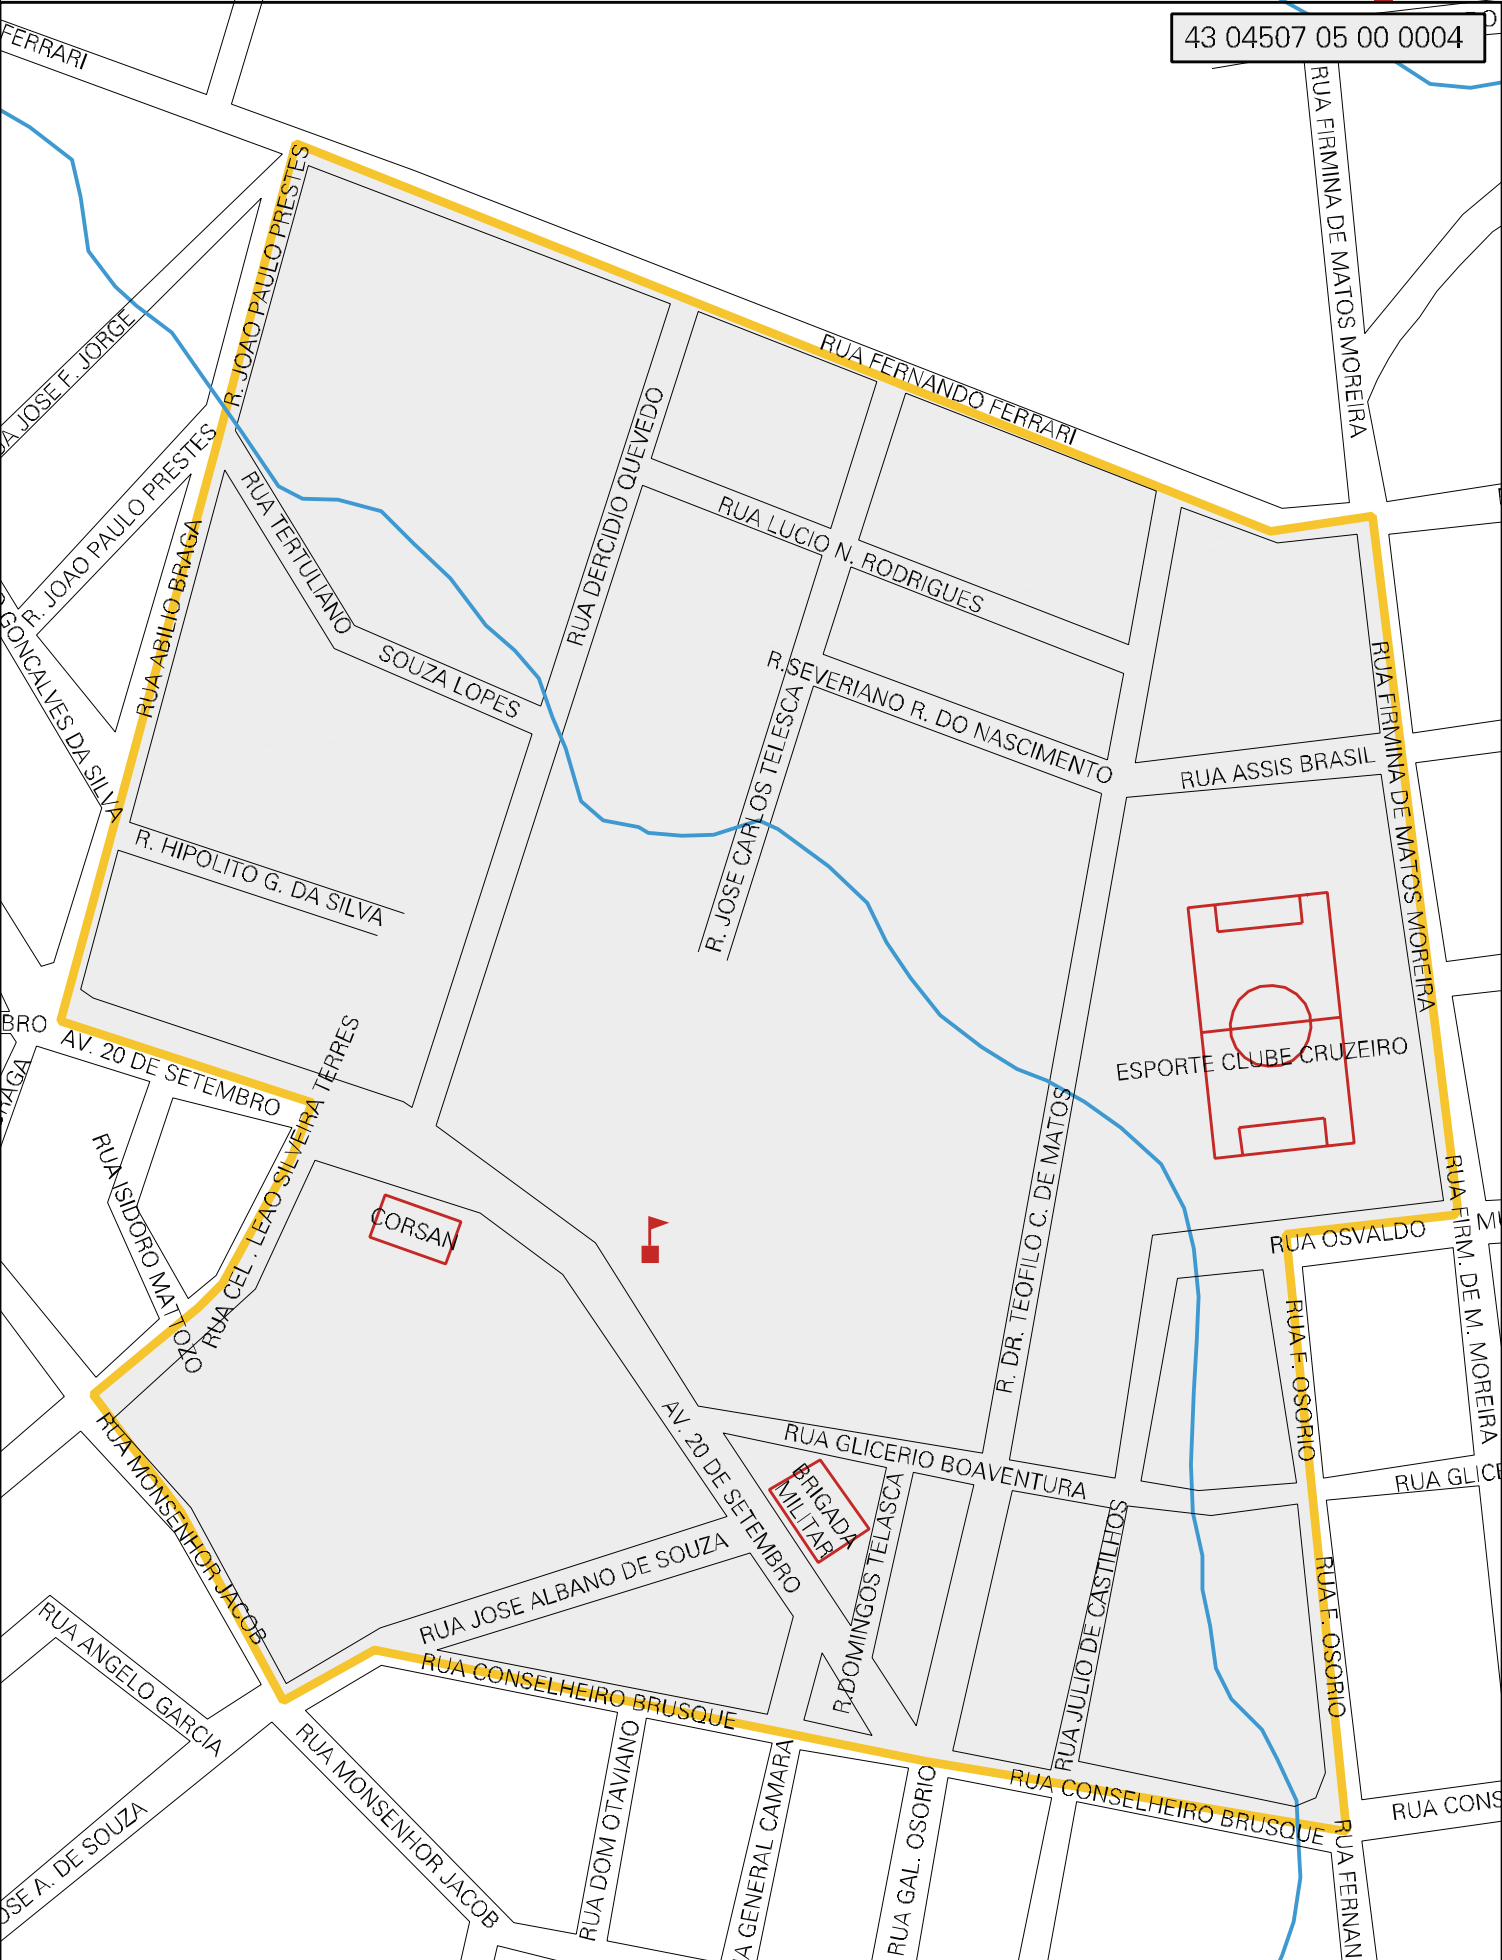 43 04507 05 00 0004
FERRARI
RUA FIRMINA DE MATOS MOREIRA
R. JOAO PAULO PRESTES
JOSE F. JORGE
RUA FERNANDO FERRARI
RUA DERCIDIO QUEVEDO
R. JOAO PAULO PRESTES
RUA TERTULIANO
SOUZA LOPES
RUA LUCIO N. RODRIGUES
RUA ABILIO BRAGA
GONCALVES DA SILVA
R.SEVERIANO R. DO NASCIMENTO
RUA FIRMINA DE MATOS MOREIRA
RUA ASSIS BRASIL
R. JOSE CARLOS TELESCA
R. HIPOLITO G. DA SILVA
BRO
AV. 20 DE SETEMBRO
RUA CEL . LEAO SILVEIRA TERRES
ESPORTE CLUBE CRUZEIRO
RUA ISIDORO MATTOZO
CORSAN
R. DR. TEOFILO C. DE MATOS
RUA OSVALDO
RUA FIRM. DE M. MOREIRA
RUA F. OSORIO
RUA MONSENHOR JACOB
AV. 20 DE SETEMBRO
RUA GLICERIO BOAVENTURA
RUA GLICE
BRIGADA
MILITAR
R.DOMINGOS TELASCA
RUA JULIO DE CASTILHOS
RUA JOSE ALBANO DE SOUZA
RUA F. OSORIO
RUA ANGELO GARCIA
RUA CONSELHEIRO BRUSQUE
RUA MONSENHOR JACOB
RUA DOM OTAVIANO
GENERAL CAMARA
RUA GAL. OSORIO
RUA CONSELHEIRO BRUSQUE
RUA CONS
RUA FERNAN
OSE A. DE SOUZA